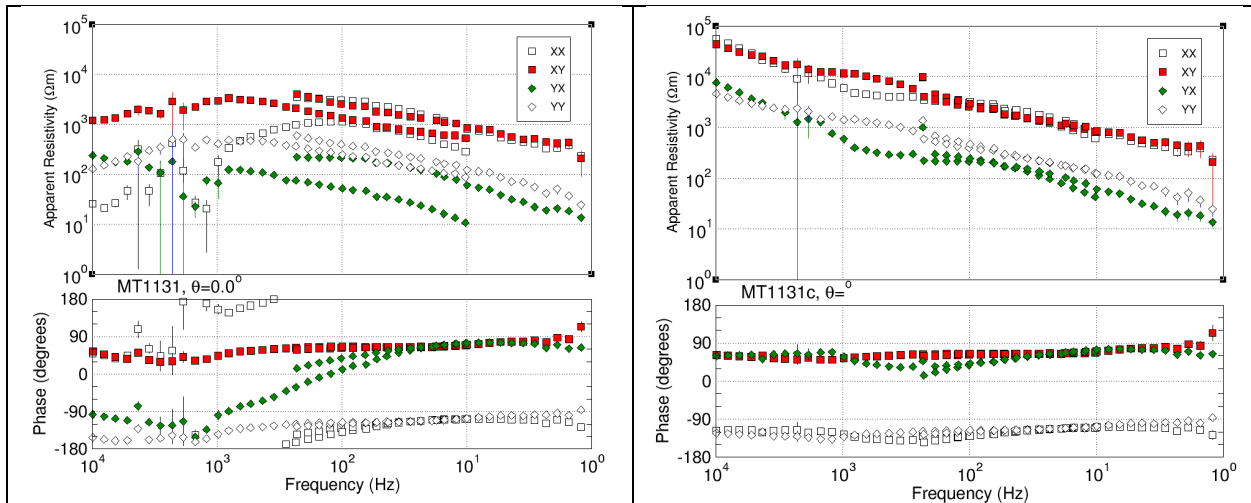 10^5
10^4
10^3
10^2
10^1
10^0
Apparent Resistivity (Ωm)
XX
XY
YX
YY
MT1131, θ=0.0°
180
90
0
-90
-180
Phase (degrees)
10^4 10^3 10^2 10^1 10^0
Frequency (Hz)
10^5
10^4
10^3
10^2
10^1
10^0
Apparent Resistivity (Ωm)
XX
XY
YX
YY
MT1131c, θ=°
180
90
0
-90
-180
Phase (degrees)
10^4 10^3 10^2 10^1 10^0
Frequency (Hz)